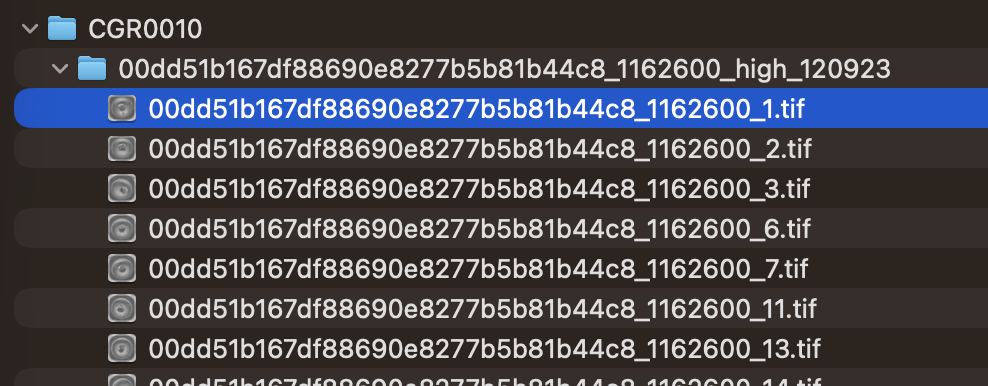 CGR0010
00dd51b167df88690e8277b5b81b44c8_1162600_high_120923
00dd51b167df88690e8277b5b81b44c8_1162600_1.tif
00dd51b167df88690e8277b5b81b44c8_1162600_2.tif
00dd51b167df88690e8277b5b81b44c8_1162600_3.tif
00dd51b167df88690e8277b5b81b44c8_1162600_6.tif
00dd51b167df88690e8277b5b81b44c8_1162600_7.tif
00dd51b167df88690e8277b5b81b44c8_1162600_11.tif
00dd51b167df88690e8277b5b81b44c8_1162600_13.tif